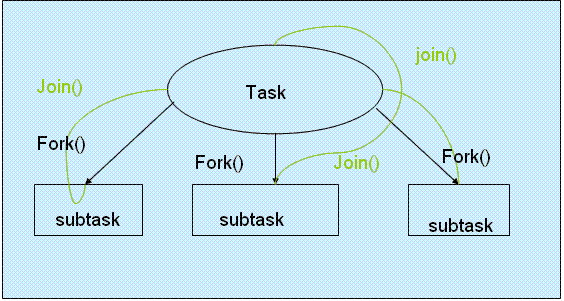 join()
Join()
Task
Fork()
Fork()
Join()
Fork()
subtask
subtask
subtask